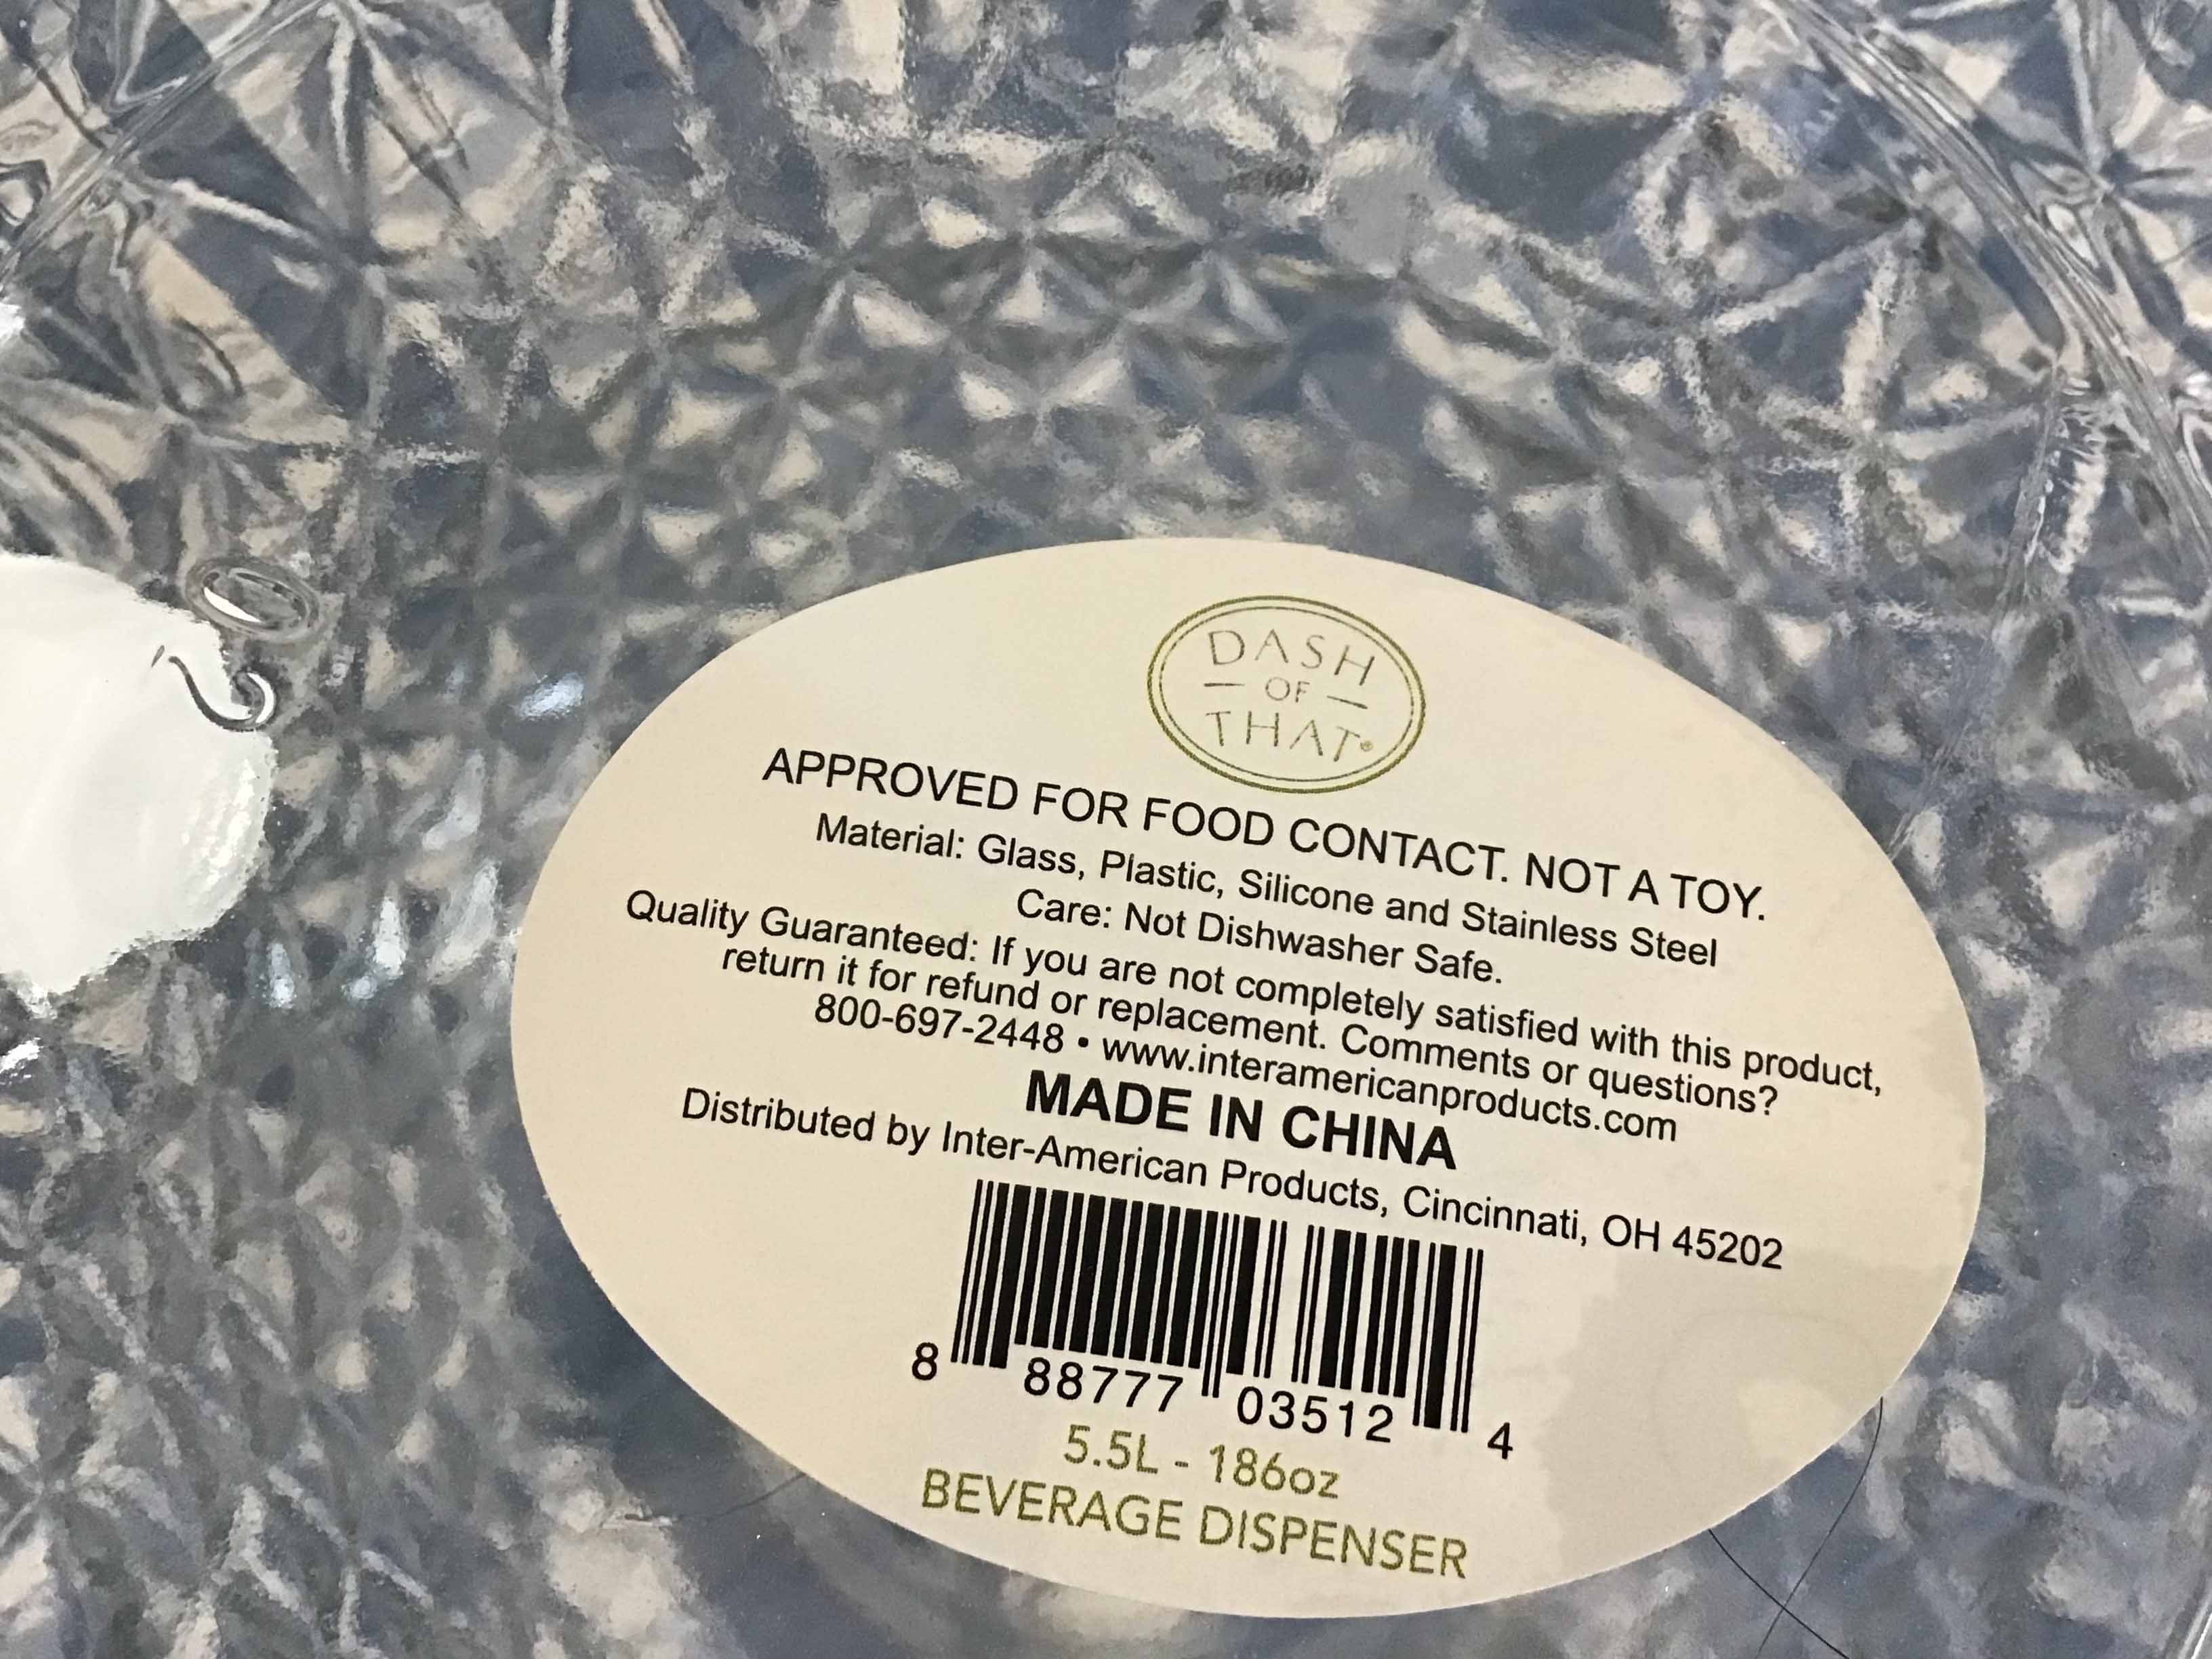 DASH
OF
THAT®
APPROVED FOR FOOD CONTACT. NOT A TOY.
Material: Glass, Plastic, Silicone and Stainless Steel
Care: Not Dishwasher Safe.
Quality Guaranteed: If you are not completely satisfied with this product,
return it for refund or replacement. Comments or questions?
800-697-2448 • www.interamericanproducts.com
MADE IN CHINA
Distributed by Inter-American Products, Cincinnati, OH 45202
8 88777 03512 4
5.5L - 186oz
BEVERAGE DISPENSER